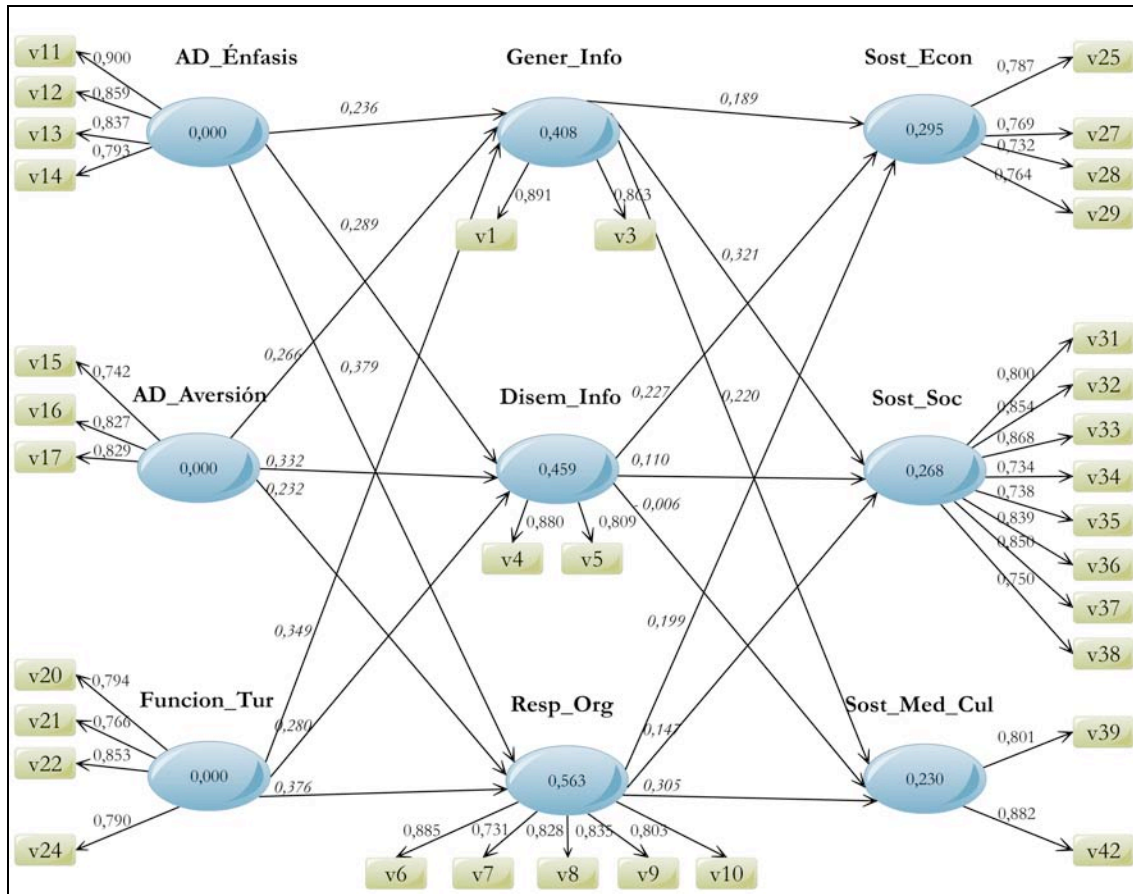 AD_Énfasis
Gener_Info
Sost_Econ
v11
0,900
v12
0,859
v13
0,837
v14
0,793
0,000
0,236
0,408
0,189
0,295
0,787
v25
0,769
v27
0,732
v28
0,764
v29
0,891
0,863
v1
v3
0,289
0,321
0,266
0,379
0,227
0,220
AD_Aversión
Disem_Info
Sost_Soc
v15
0,742
v16
0,827
v17
0,829
0,000
0,332
0,232
0,459
0,110
- 0,006
0,268
0,880
0,809
v4
v5
0,800
v31
0,854
v32
0,868
v33
0,734
v34
0,738
v35
0,839
v36
0,850
v37
0,750
v38
0,349
0,199
0,280
0,147
Funcion_Tur
Resp_Org
Sost_Med_Cul
v20
0,794
v21
0,766
v22
0,853
v24
0,790
0,000
0,376
0,563
0,305
0,230
0,801
v39
0,882
v42
0,885
0,731
0,828
0,835
0,803
v6
v7
v8
v9
v10